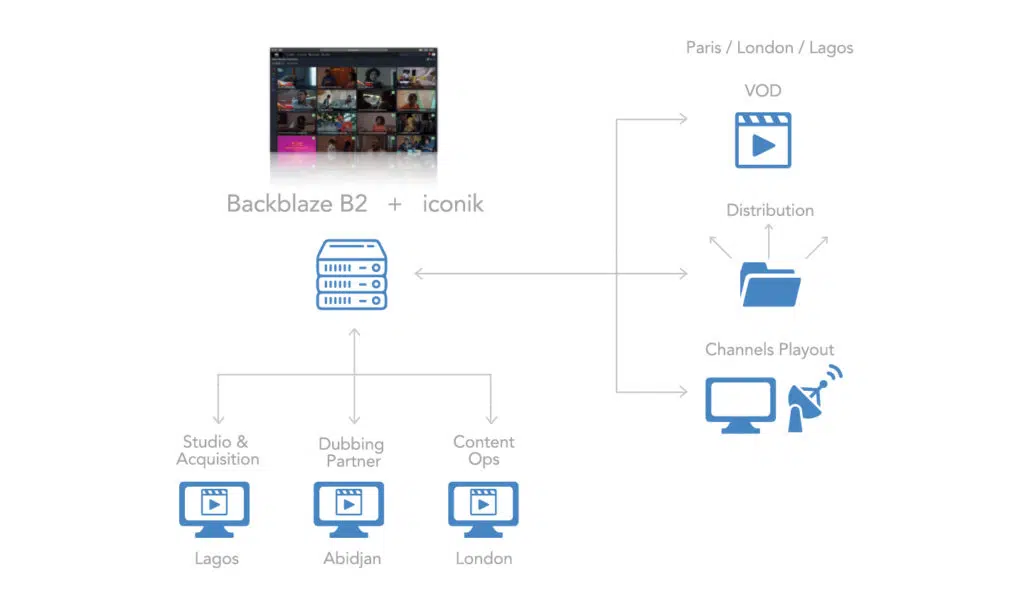 Paris / London / Lagos
VOD
Backblaze B2 + iconik
Distribution
Channels Playout
Studio &
Acquisition
Dubbing
Partner
Content
Ops
Lagos
Abidjan
London